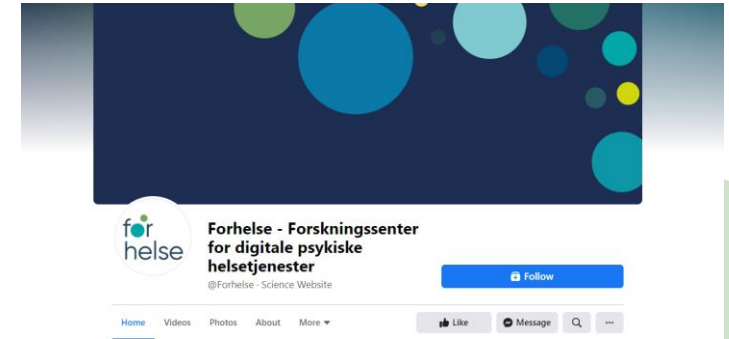 for
helse
Forhelse - Forskningssenter
for digitale psykiske
helsetjenester
@Forhelse · Science Website
Follow
Home Videos Photos About More
Like Message